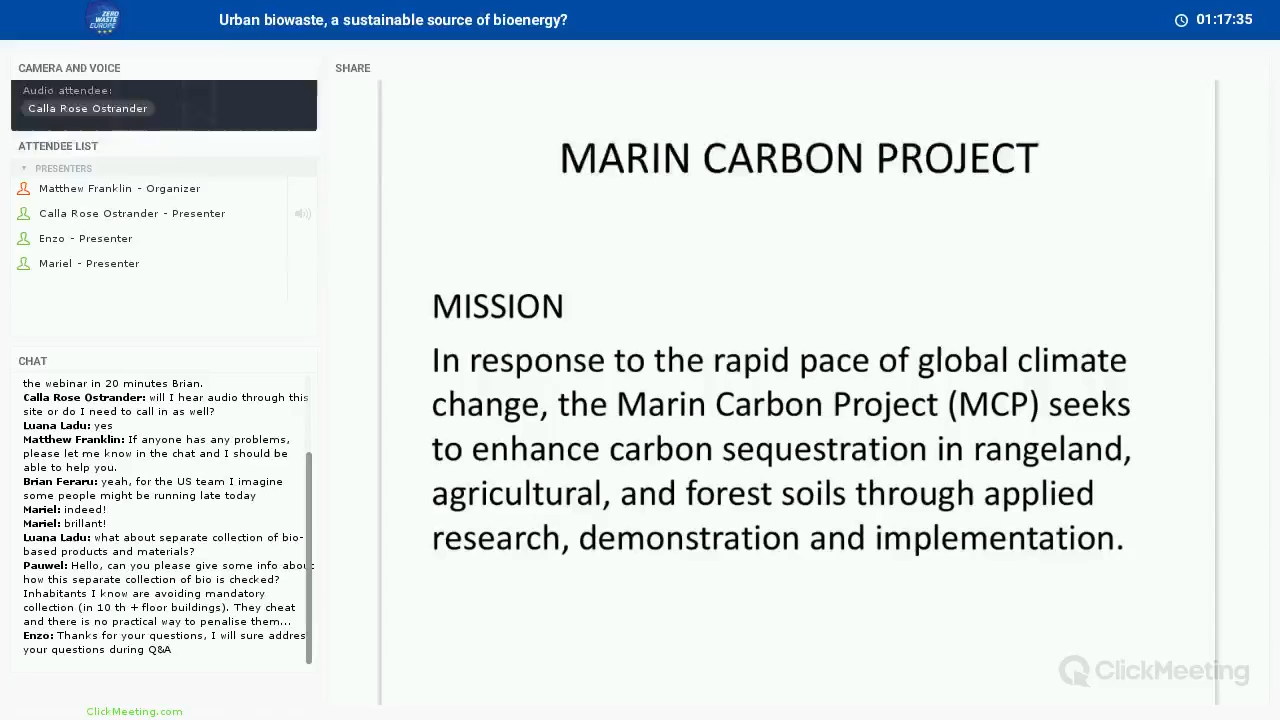 ZERO WASTE EUROPE
Urban biowaste, a sustainable source of bioenergy?
01:17:35
CAMERA AND VOICE
Audio attendee:
Calla Rose Ostrander
ATTENDEE LIST
PRESENTERS
Matthew Franklin - Organizer
Calla Rose Ostrander - Presenter
Enzo - Presenter
Mariel - Presenter
CHAT
the webinar in 20 minutes Brian.
Calla Rose Ostrander: will I hear audio through this
site or do I need to call in as well?
Luana Ladu: yes
Matthew Franklin: If anyone has any problems,
please let me know in the chat and I should be
able to help you.
Brian Feraru: yeah, for the US team I imagine
some people might be running late today
Mariel: indeed!
Mariel: brillant!
Luana Ladu: what about separate collection of bio-
based products and materials?
Pauwel: Hello, can you please give some info about
how this separate collection of bio is checked?
Inhabitants I know are avoiding mandatory
collection (in 10 th + floor buildings). They cheat
and there is no practical way to penalise them...
Enzo: Thanks for your questions, I will sure addres
your questions during Q&A
ClickMeeting.com
SHARE
MARIN CARBON PROJECT
MISSION
In response to the rapid pace of global climate
change, the Marin Carbon Project (MCP) seeks
to enhance carbon sequestration in rangeland,
agricultural, and forest soils through applied
research, demonstration and implementation.
ClickMeeting